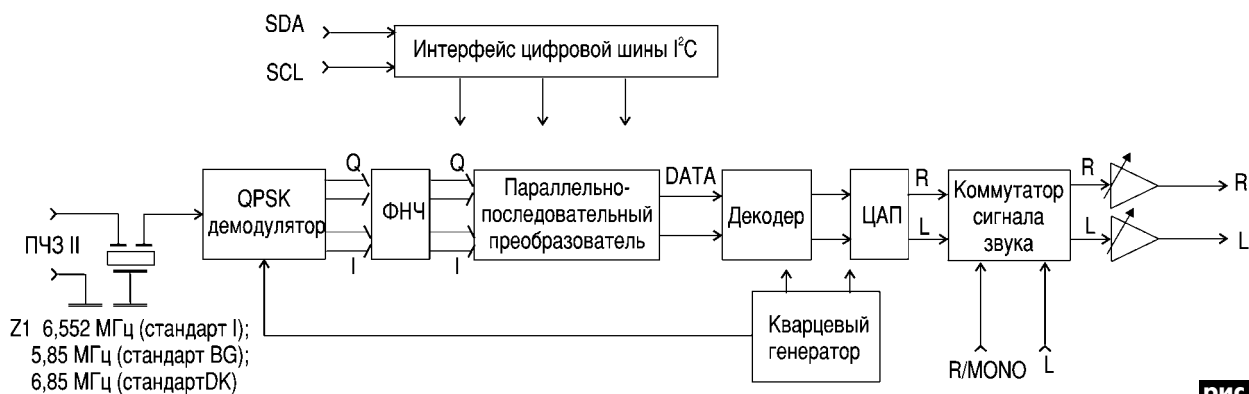 SDA
SCL
Интерфейс цифровой шины I²C
ПЧЗ II
QPSK
демодулятор
Q
I
ФНЧ
Q
I
Параллельно-
последовательный
преобразователь
DATA
Декодер
ЦАП
R
L
Коммутатор
сигнала
звука
R
L
R
L
Кварцевый
генератор
R/MONO
L
Z1 6,552 МГц (стандарт I);
5,85 МГц (стандарт BG);
6,85 МГц (стандартDK)
рис